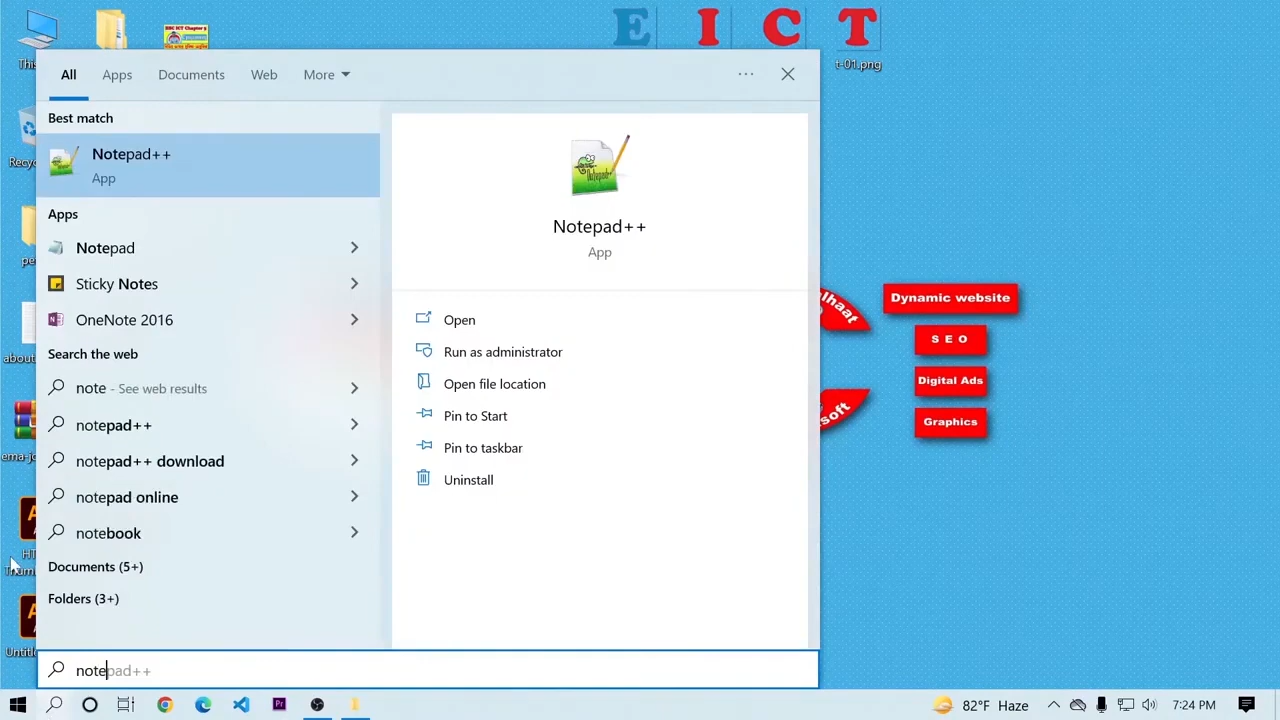 E I C T
t-01.png
This
All Apps Documents Web More
Best match
Notepad++
App
Apps
Notepad
Sticky Notes
OneNote 2016
Search the web
note - See web results
notepad++
notepad++ download
notepad online
notebook
Documents (5+)
Folders (3+)
Notepad++
App
Open
Run as administrator
Open file location
Pin to Start
Pin to taskbar
Uninstall
Dynamic website
S E O
Digital Ads
Graphics
notepad++
82°F Haze
7:24 PM